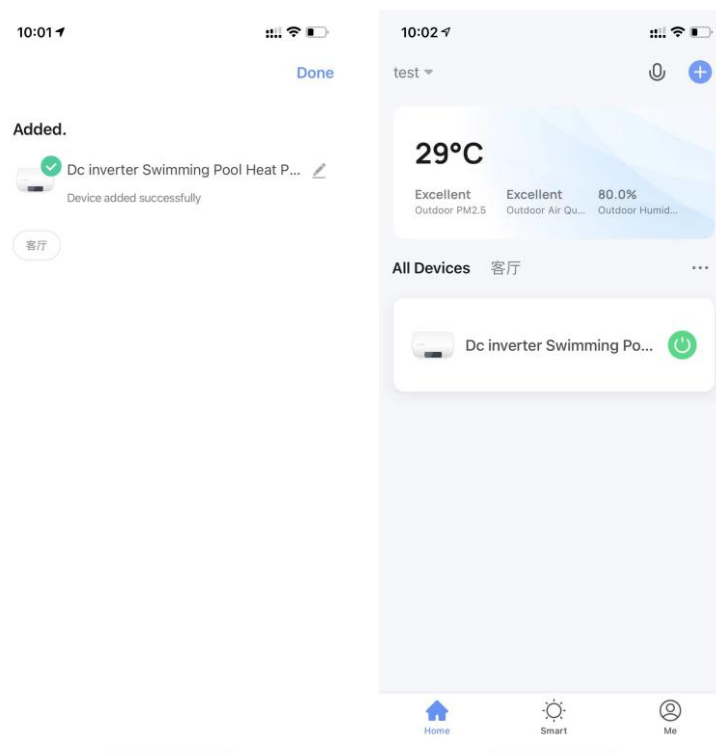 10:01
Done
Added.
Dc inverter Swimming Pool Heat P...
Device added successfully
客厅
10:02
test
29°C
Excellent Excellent 80.0%
Outdoor PM2.5 Outdoor Air Qu... Outdoor Humid...
All Devices 客厅
Dc inverter Swimming Po...
Home Smart Me